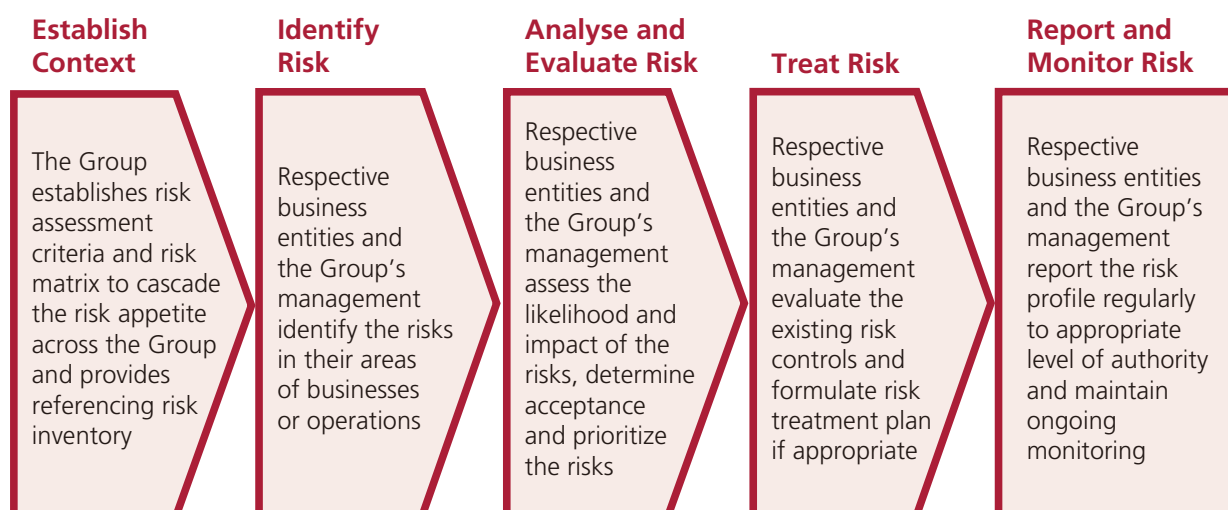 Establish
Context
The Group
establishes risk
assessment
criteria and risk
matrix to cascade
the risk appetite
across the Group
and provides
referencing risk
inventory
Identify
Risk
Respective
business
entities and
the Group's
management
identify the risks
in their areas
of businesses
or operations
Analyse and
Evaluate Risk
Respective
business
entities and
the Group's
management
assess the
likelihood and
impact of the
risks, determine
acceptance
and prioritize
the risks
Treat Risk
Respective
business
entities and
the Group's
management
evaluate the
existing risk
controls and
formulate risk
treatment plan
if appropriate
Report and
Monitor Risk
Respective
business entities
and the Group's
management
report the risk
profile regularly
to appropriate
level of authority
and maintain
ongoing
monitoring